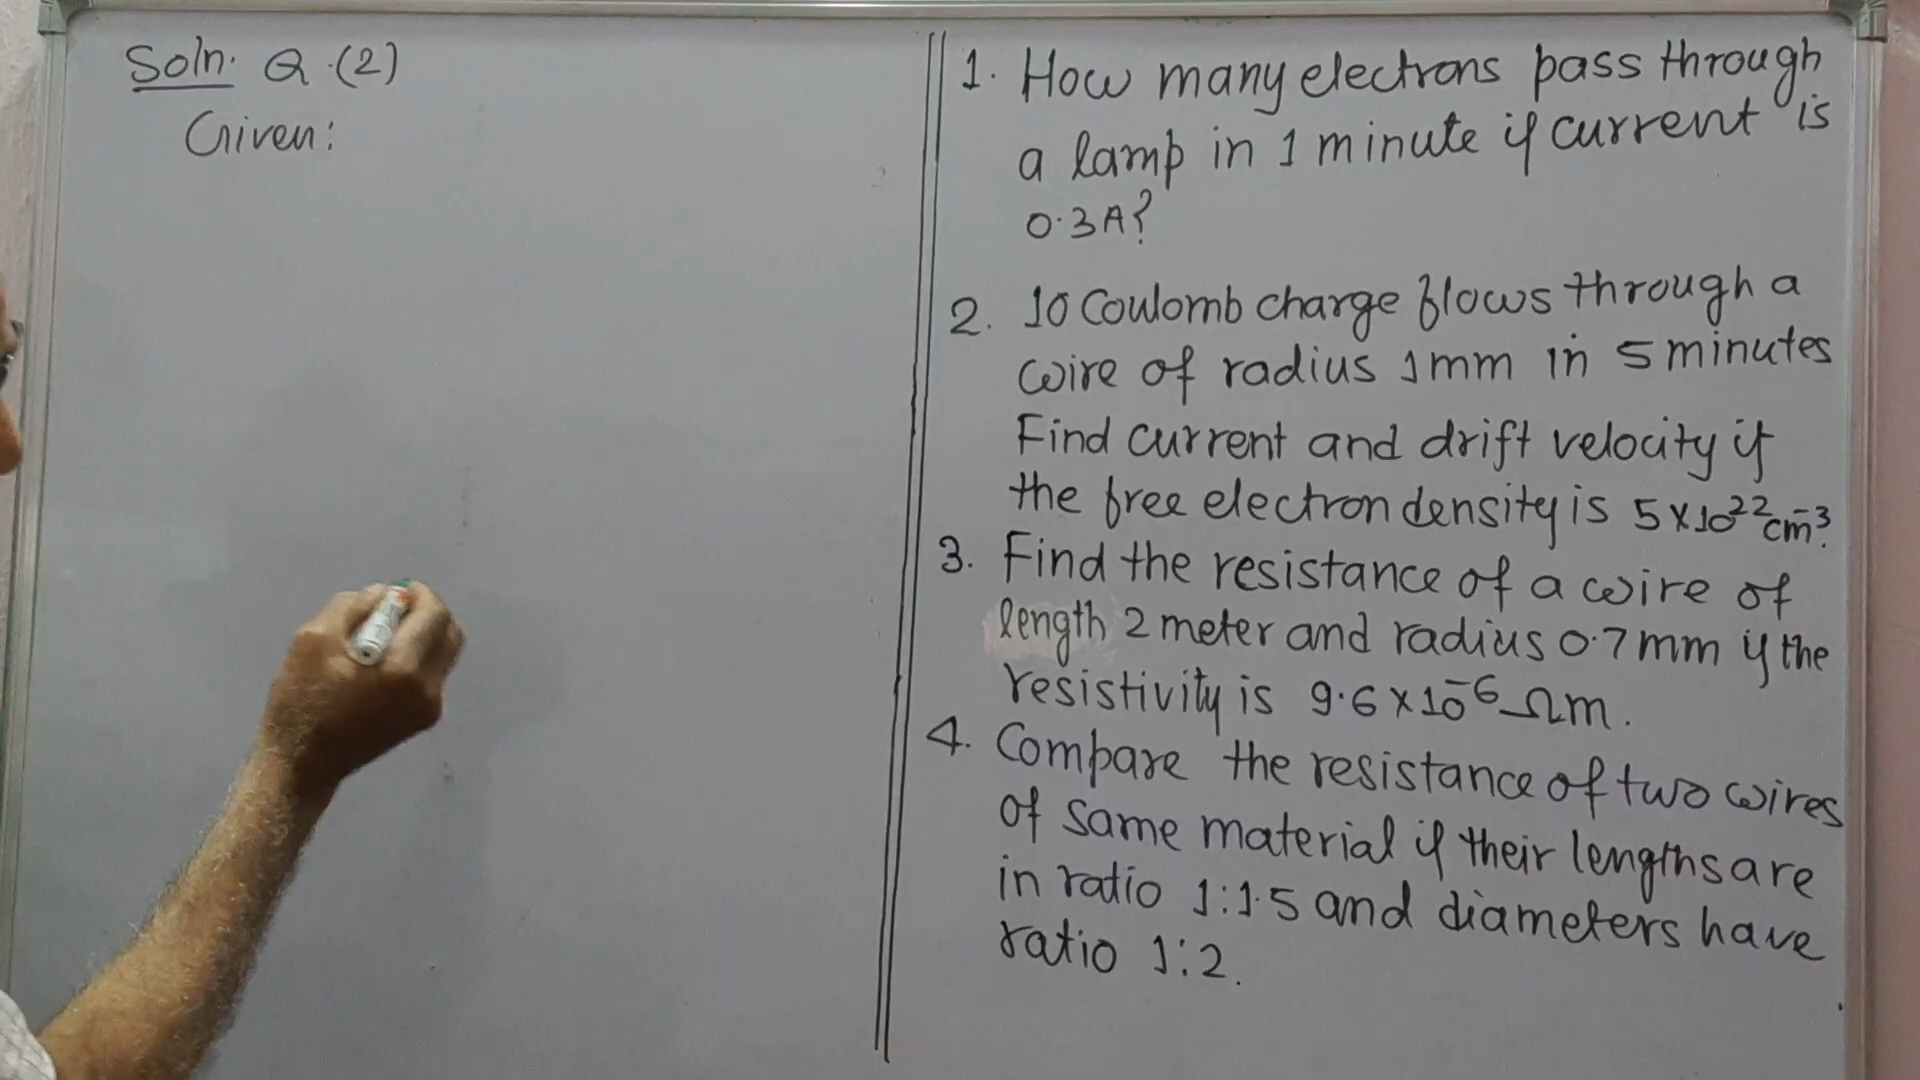 Soln. Q.(2)
Given:
1. How many electrons pass through
a lamp in 1 minute if current is
0.3A?
2. 10 Coulomb charge flows through a
wire of radius 1mm in 5 minutes
Find current and drift velocity if
the free electron density is 5×10²²cm⁻³?
3. Find the resistance of a wire of
length 2 meter and radius 0.7mm if the
resistivity is 9.6×10⁻⁶Ωm.
4. Compare the resistance of two wires
of same material if their lengths are
in ratio 1:1.5 and diameters have
ratio 1:2.